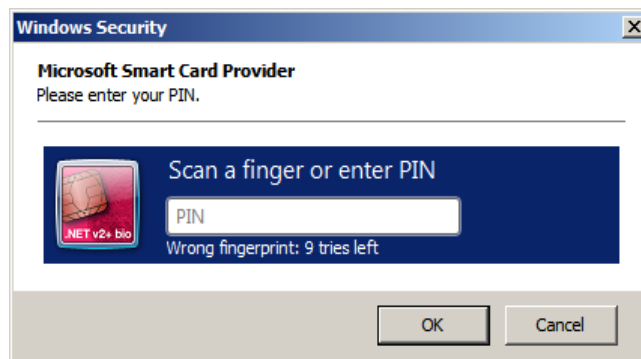 Windows Security
Microsoft Smart Card Provider
Please enter your PIN.
Scan a finger or enter PIN
PIN
.NET v2+ bio
Wrong fingerprint: 9 tries left
OK
Cancel